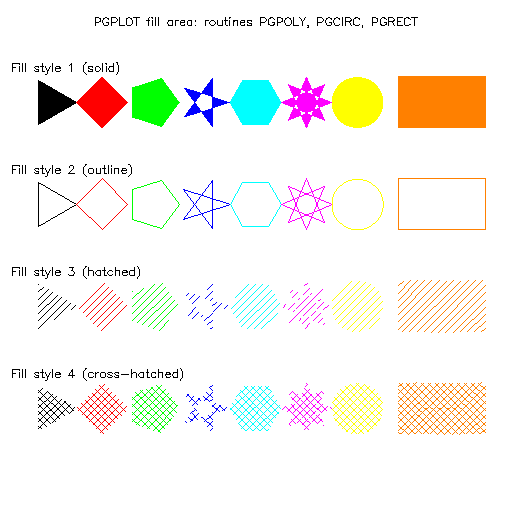 PGPLOT fill area: routines PGPOLY, PGCIRC, PGRECT
Fill style 1 (solid)
Fill style 2 (outline)
Fill style 3 (hatched)
Fill style 4 (cross-hatched)